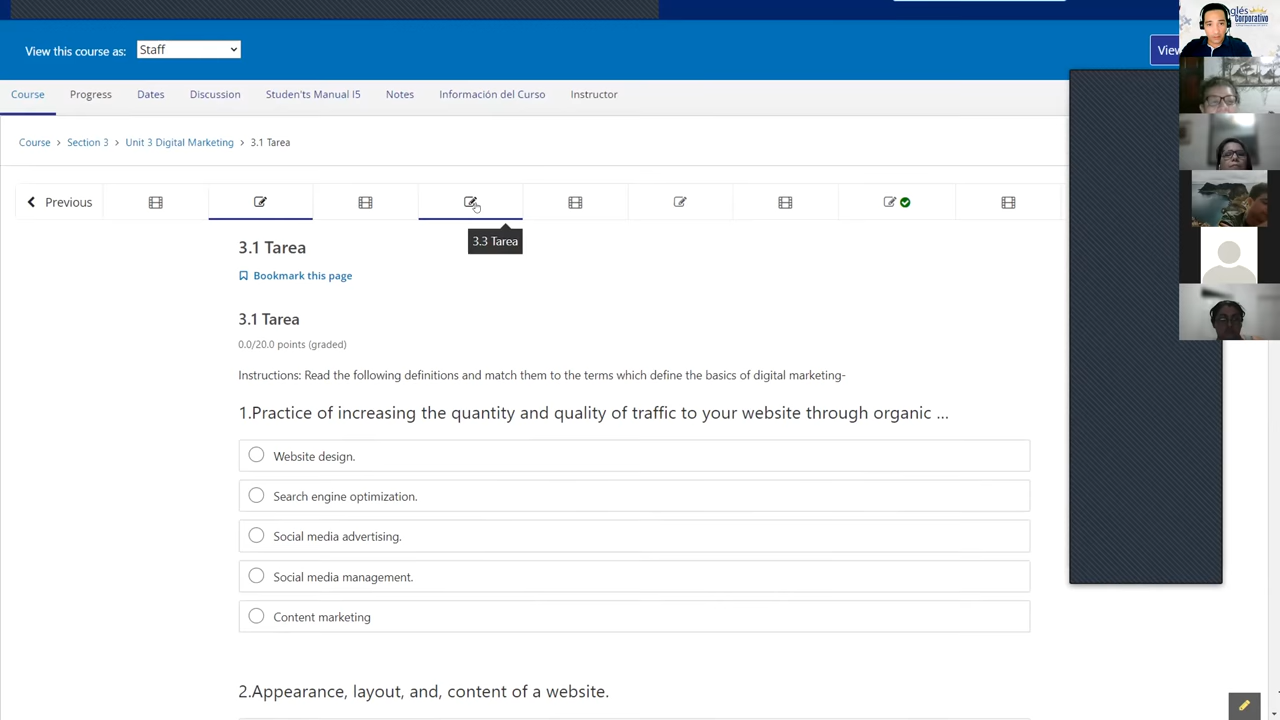 View this course as:
Staff
View
glés
Corporativo
Course
Progress
Dates
Discussion
Studen'ts Manual I5
Notes
Información del Curso
Instructor
Course > Section 3 > Unit 3 Digital Marketing > 3.1 Tarea
Previous
3.3 Tarea
3.1 Tarea
Bookmark this page
3.1 Tarea
0.0/20.0 points (graded)
Instructions: Read the following definitions and match them to the terms which define the basics of digital marketing-
1.Practice of increasing the quantity and quality of traffic to your website through organic ...
Website design.
Search engine optimization.
Social media advertising.
Social media management.
Content marketing
2.Appearance, layout, and, content of a website.